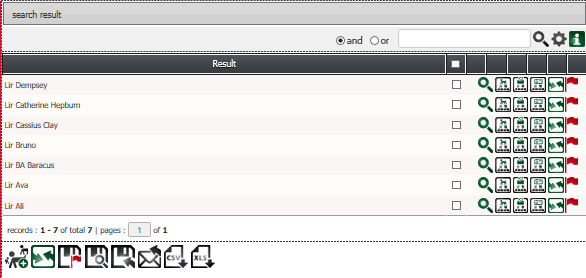 search result
and or
Result
Lir Dempsey
Lir Catherine Hepburn
Lir Cassius Clay
Lir Bruno
Lir BA Baracus
Lir Ava
Lir Ali
records : 1 - 7 of total 7 | pages : 1 of 1
CSV XLS